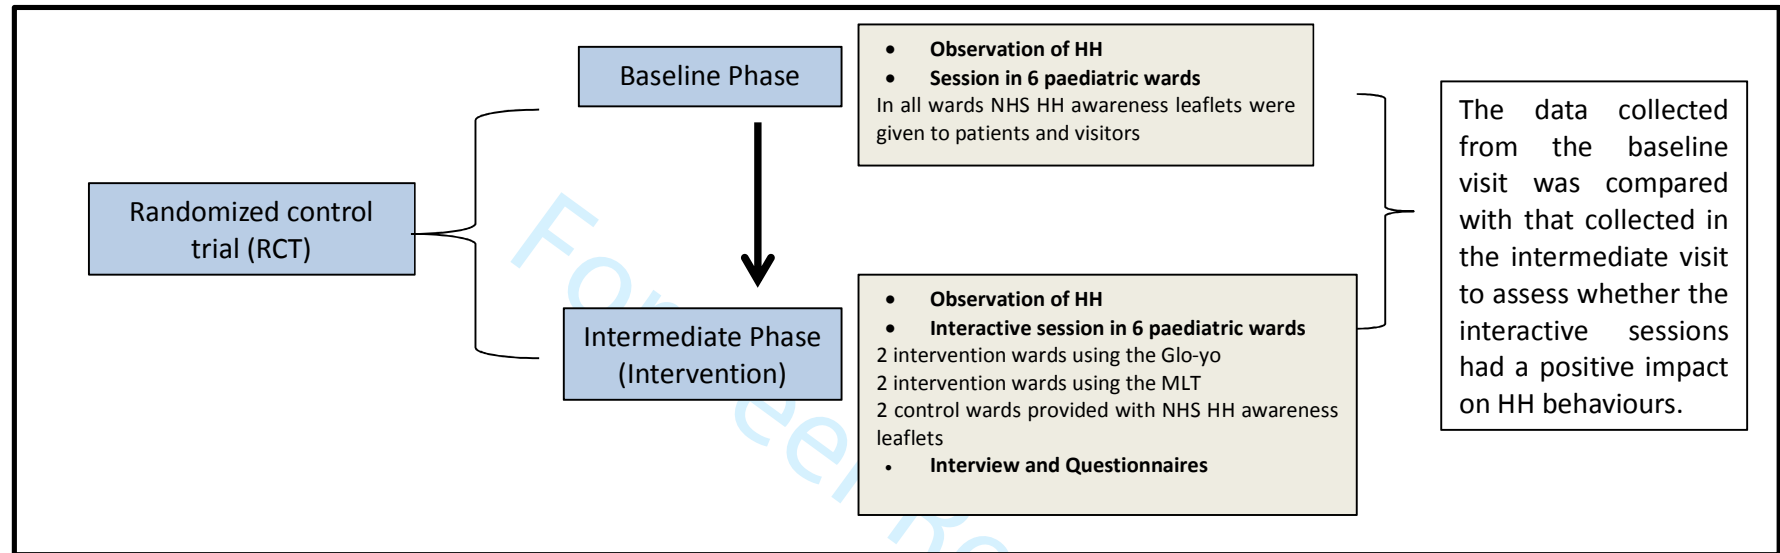 Randomized control
trial (RCT)
Baseline Phase
• Observation of HH
• Session in 6 paediatric wards
In all wards NHS HH awareness leaflets were
given to patients and visitors
Intermediate Phase
(Intervention)
• Observation of HH
• Interactive session in 6 paediatric wards
2 intervention wards using the Glo-yo
2 intervention wards using the MLT
2 control wards provided with NHS HH awareness
leaflets
• Interview and Questionnaires
The data collected
from the baseline
visit was compared
with that collected in
the intermediate visit
to assess whether the
interactive sessions
had a positive impact
on HH behaviours.